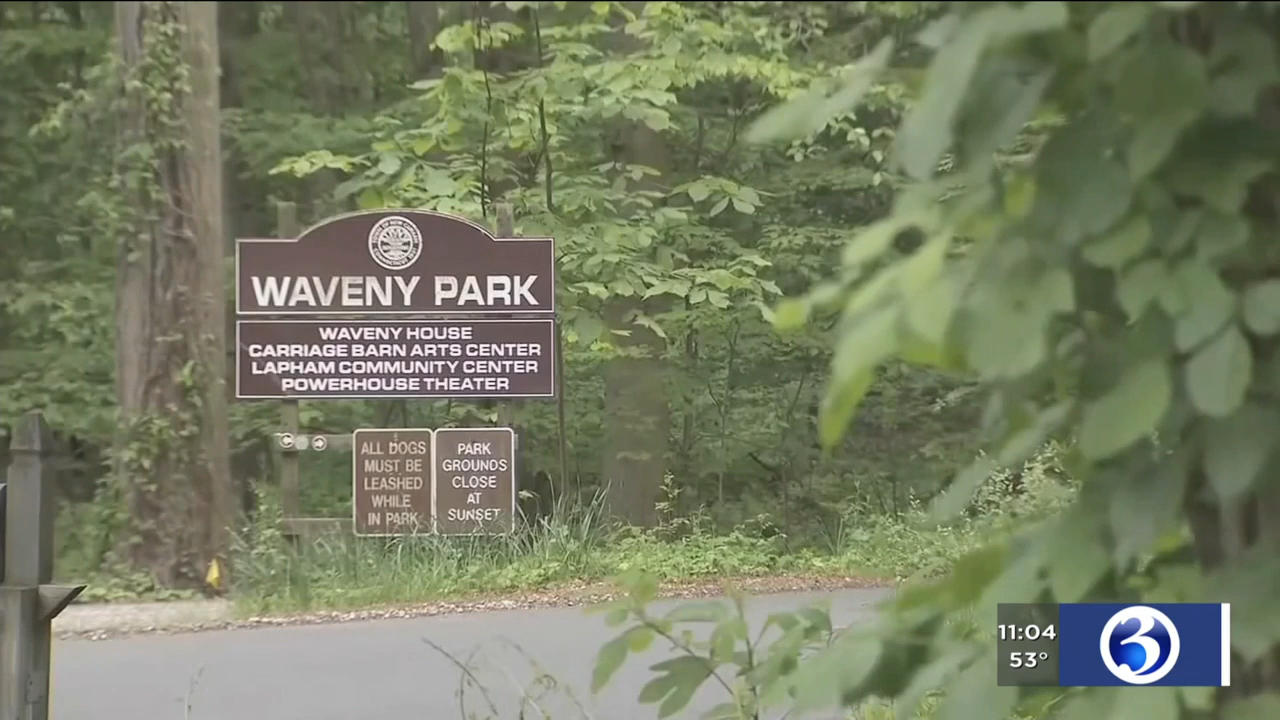 WAVENY PARK
WAVENY HOUSE
CARRIAGE BARN ARTS CENTER
LAPHAM COMMUNITY CENTER
POWERHOUSE THEATER
ALL DOGS
MUST BE
LEASHED
WHILE
IN PARK
PARK
GROUNDS
CLOSE
AT
SUNSET
11:04
53°
3